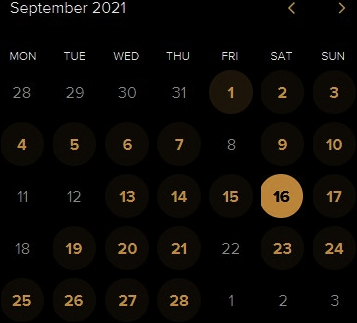 September 2021 < >
MON TUE WED THU FRI SAT SUN
28 29 30 31 1 2 3
4 5 6 7 8 9 10
11 12 13 14 15 16 17
18 19 20 21 22 23 24
25 26 27 28 1 2 3